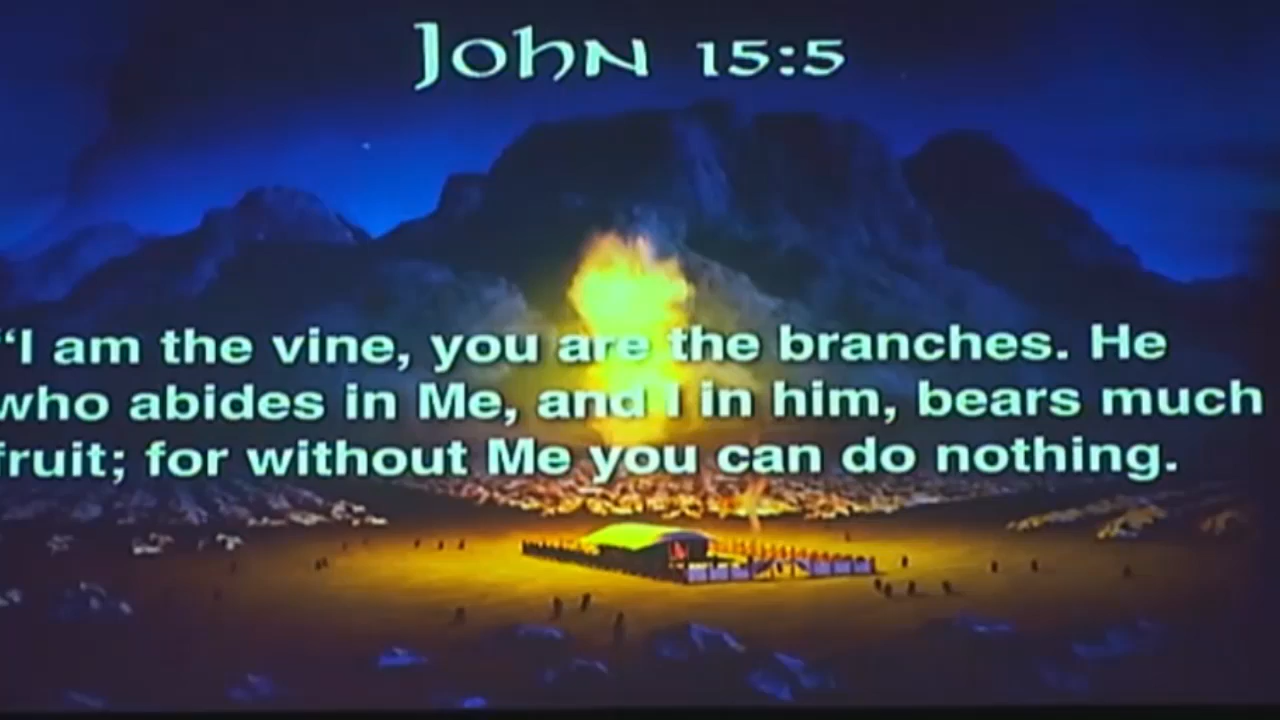 John 15:5
“I am the vine, you are the branches. He
who abides in Me, and I in him, bears much
fruit; for without Me you can do nothing.